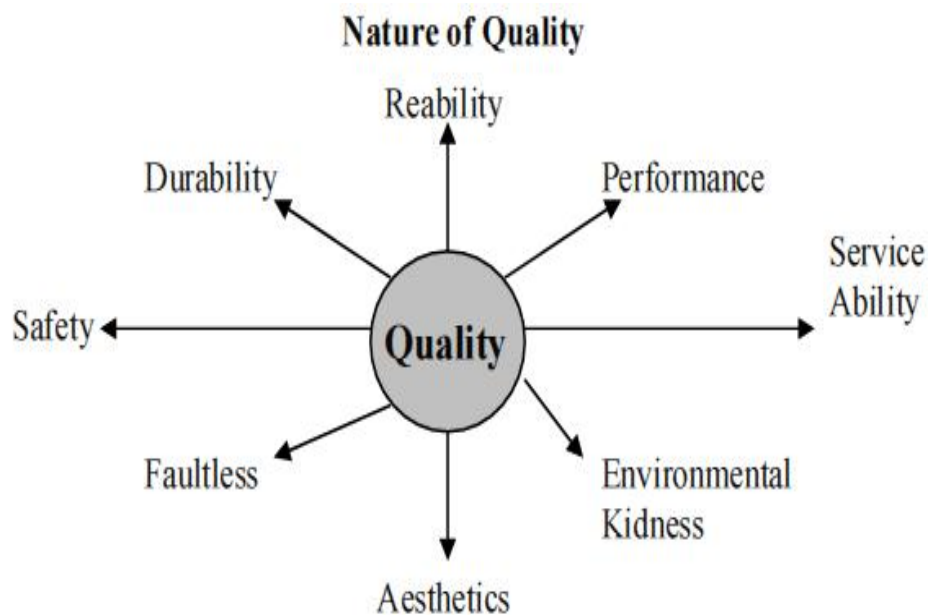 Nature of Quality
Reability
Durability
Performance
Service
Ability
Safety
Quality
Faultless
Environmental
Kidness
Aesthetics